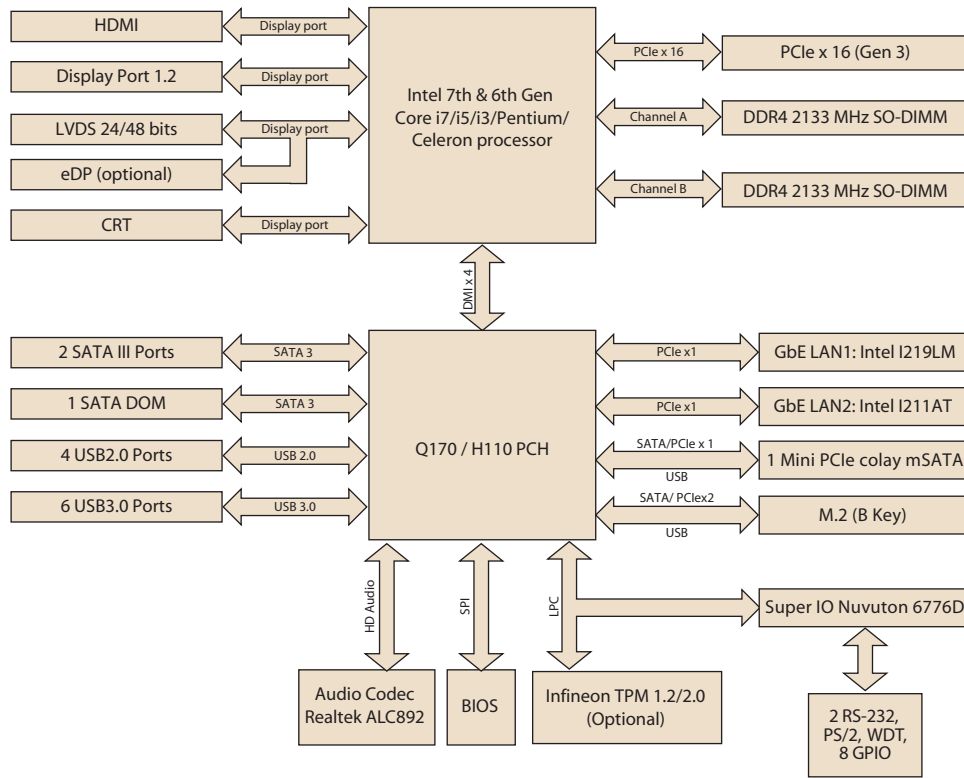 HDMI
Display port
Display Port 1.2
Display port
LVDS 24/48 bits
Display port
eDP (optional)
CRT
Display port
Intel 7th & 6th Gen
Core i7/i5/i3/Pentium/
Celeron processor
PCIe x 16
PCIe x 16 (Gen 3)
Channel A
DDR4 2133 MHz SO-DIMM
Channel B
DDR4 2133 MHz SO-DIMM
DMI x 4
2 SATA III Ports
SATA 3
1 SATA DOM
SATA 3
4 USB2.0 Ports
USB 2.0
6 USB3.0 Ports
USB 3.0
Q170 / H110 PCH
PCIe x1
GbE LAN1: Intel I219LM
PCIe x1
GbE LAN2: Intel I211AT
SATA/PCIe x 1
USB
1 Mini PCIe colay mSATA
SATA/ PCIex2
USB
M.2 (B Key)
HD Audio
SPI
LPC
Super IO Nuvuton 6776D
Audio Codec
Realtek ALC892
BIOS
Infineon TPM 1.2/2.0
(Optional)
2 RS-232,
PS/2, WDT,
8 GPIO